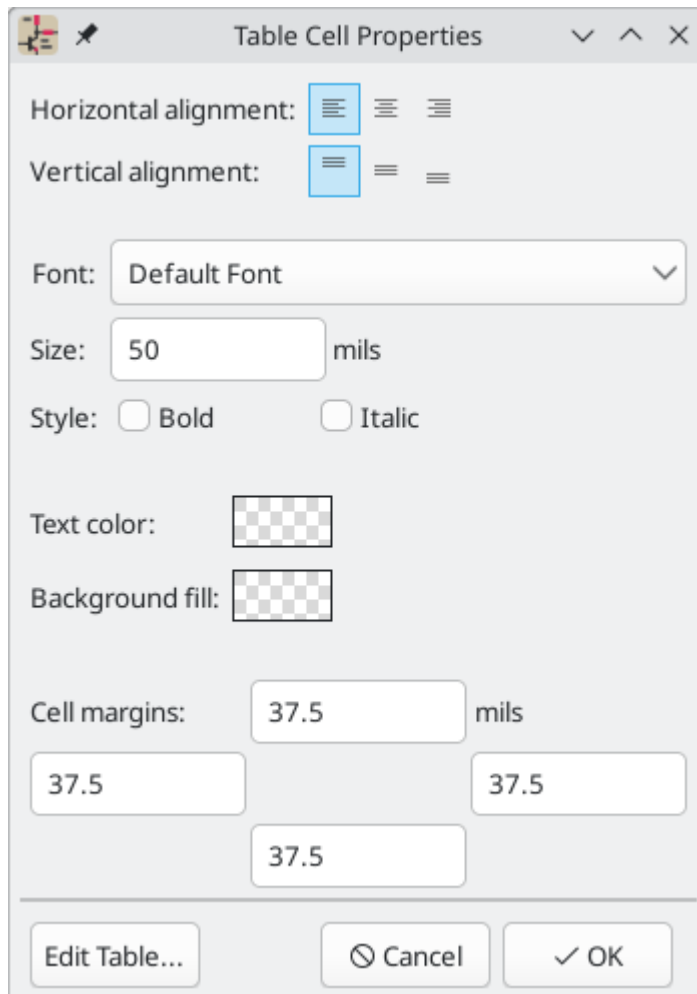 Table Cell Properties
Horizontal alignment:
Vertical alignment:
Font: Default Font
Size: 50 mils
Style: Bold Italic
Text color:
Background fill:
Cell margins: 37.5 mils
37.5 37.5
37.5
Edit Table... Cancel OK